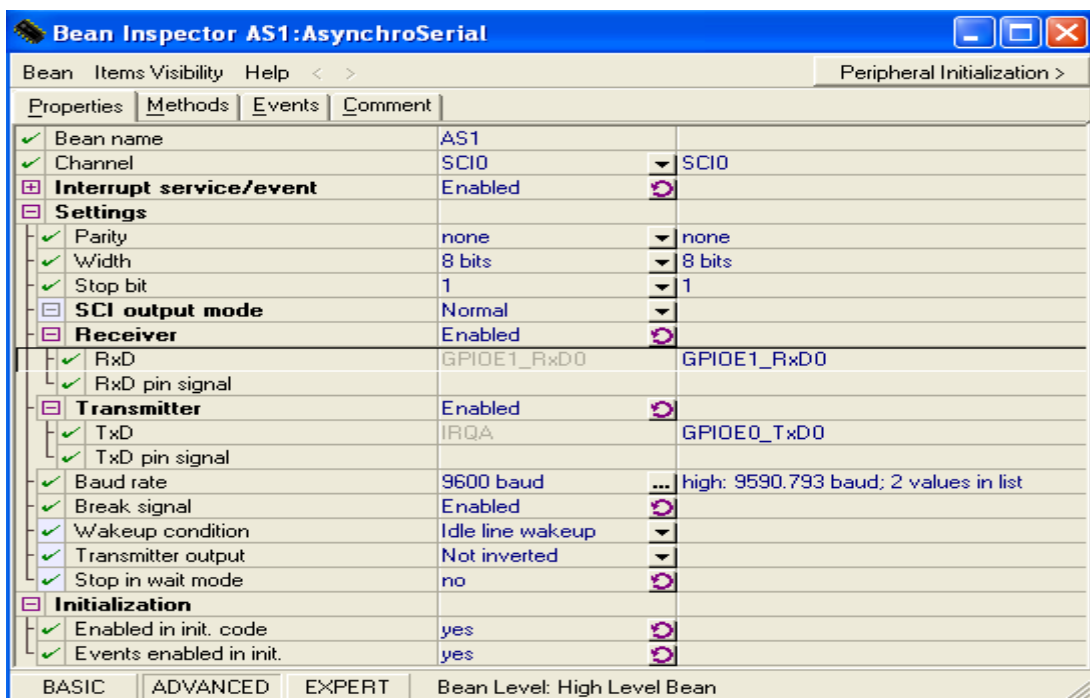 Bean Inspector AS1:AsynchroSerial
Bean Items Visibility Help < > Peripheral Initialization >
Properties Methods Events Comment
Bean name AS1
Channel SCI0 SCI0
Interrupt service/event Enabled
Settings
Parity none none
Width 8 bits 8 bits
Stop bit 1 1
SCI output mode Normal
Receiver Enabled
RxD GPIOE1_RxD0 GPIOE1_RxD0
RxD pin signal
Transmitter Enabled
TxD IRQA GPIOE0_TxD0
TxD pin signal
Baud rate 9600 baud ... high: 9590.793 baud; 2 values in list
Break signal Enabled
Wakeup condition Idle line wakeup
Transmitter output Not inverted
Stop in wait mode no
Initialization
Enabled in init. code yes
Events enabled in init. yes
BASIC ADVANCED EXPERT Bean Level: High Level Bean